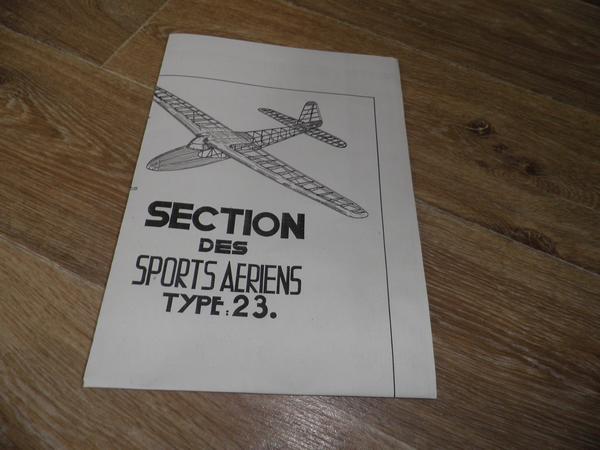 SECTION
DES
SPORTS AERIENS
TYPE: 23.